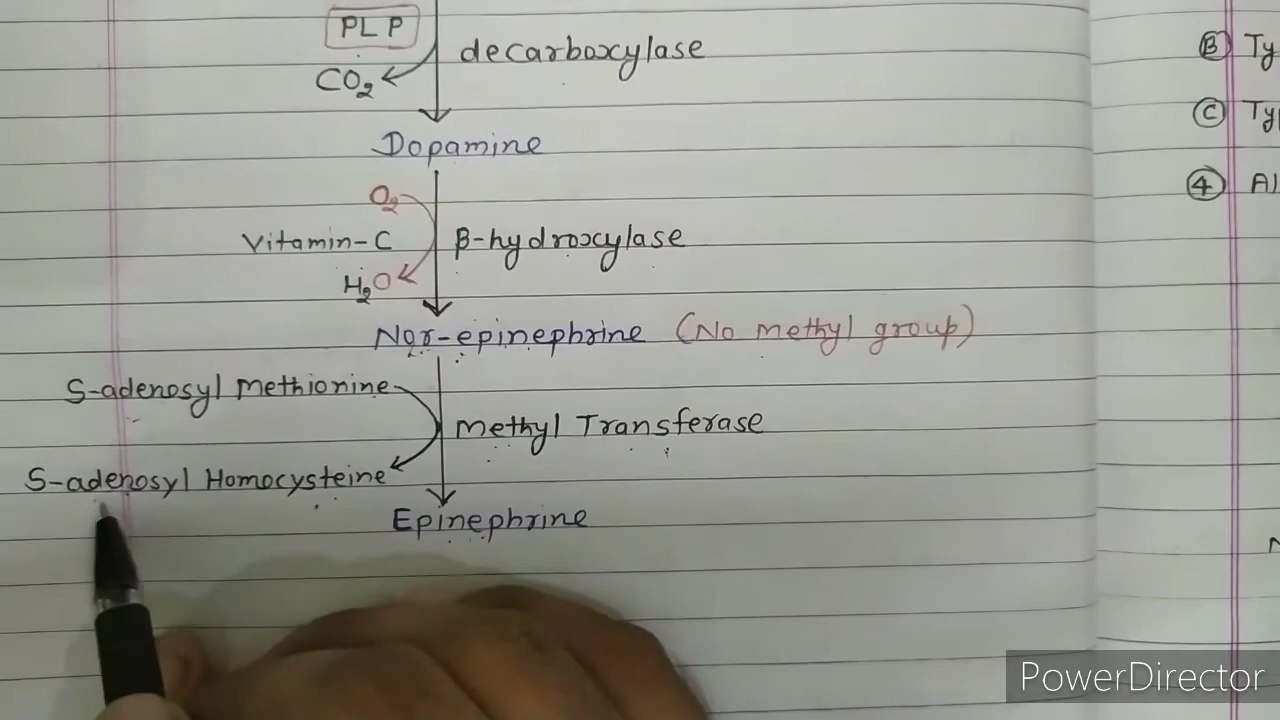 PLP
decarboxylase
CO2
Dopamine
O2
Vitamin-C
β-hydroxylase
H2O
Nor-epinephrine (No methyl group)
S-adenosyl Methionine
Methyl Transferase
S-adenosyl Homocysteine
Epinephrine
B Ty
C Ty
4 Al
PowerDirector